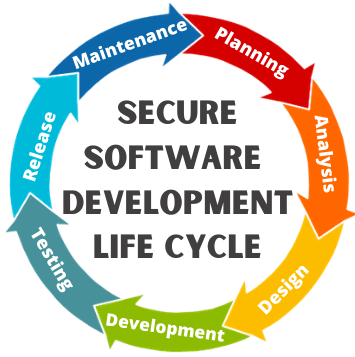 SECURE
SOFTWARE
DEVELOPMENT
LIFE CYCLE
Planning
Analysis
Design
Development
Testing
Release
Maintenance